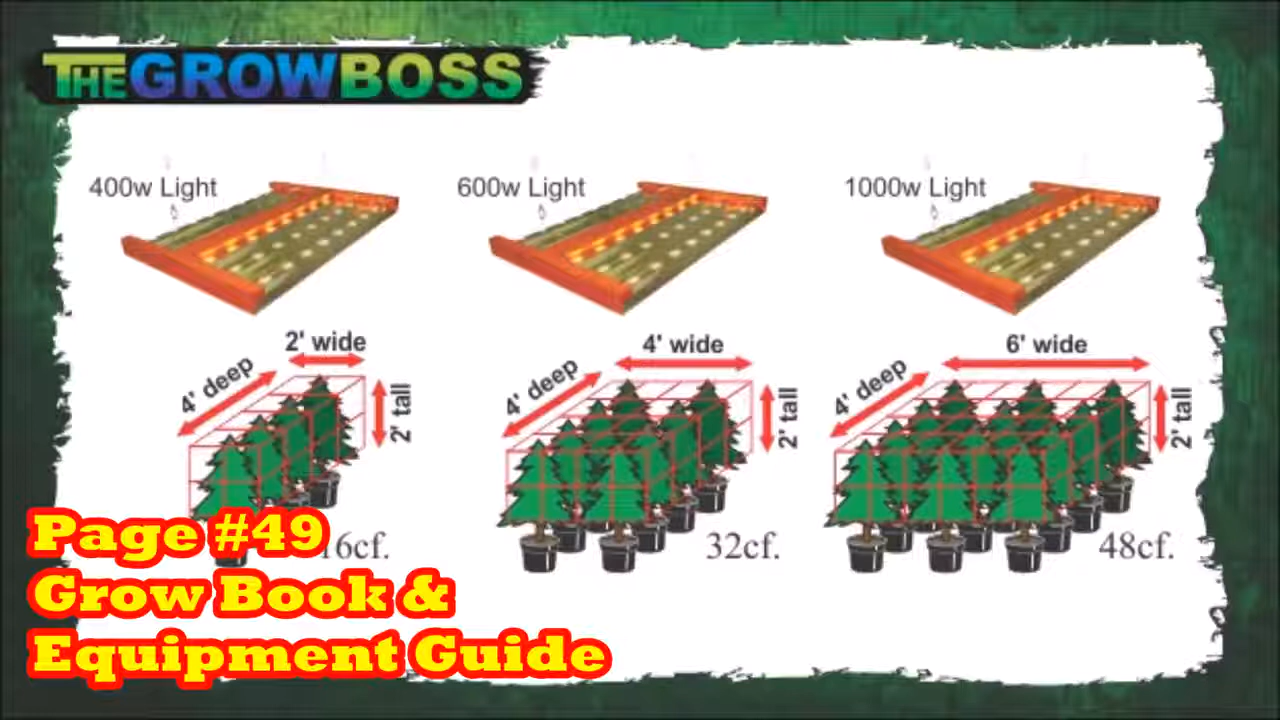 THE GROWBOSS
400w Light
600w Light
1000w Light
2' wide
4' deep
2' tall
4' wide
4' deep
2' tall
6' wide
4' deep
2' tall
16cf.
32cf.
48cf.
Page #49
Grow Book &
Equipment Guide